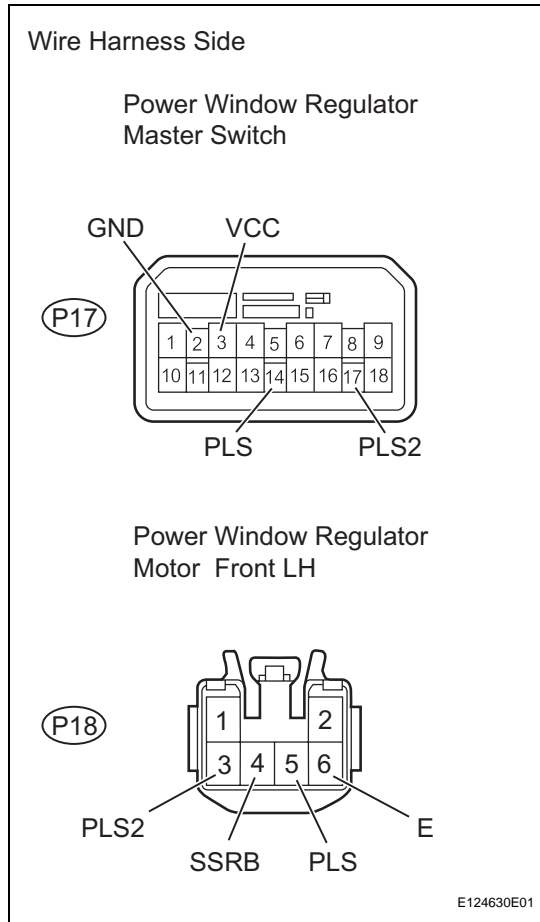 Wire Harness Side
Power Window Regulator
Master Switch
GND VCC
P17
1 2 3 4 5 6 7 8 9
10 11 12 13 14 15 16 17 18
PLS PLS2
Power Window Regulator
Motor Front LH
P18
1 2
3 4 5 6
PLS2 E
SSRB PLS
E124630E01